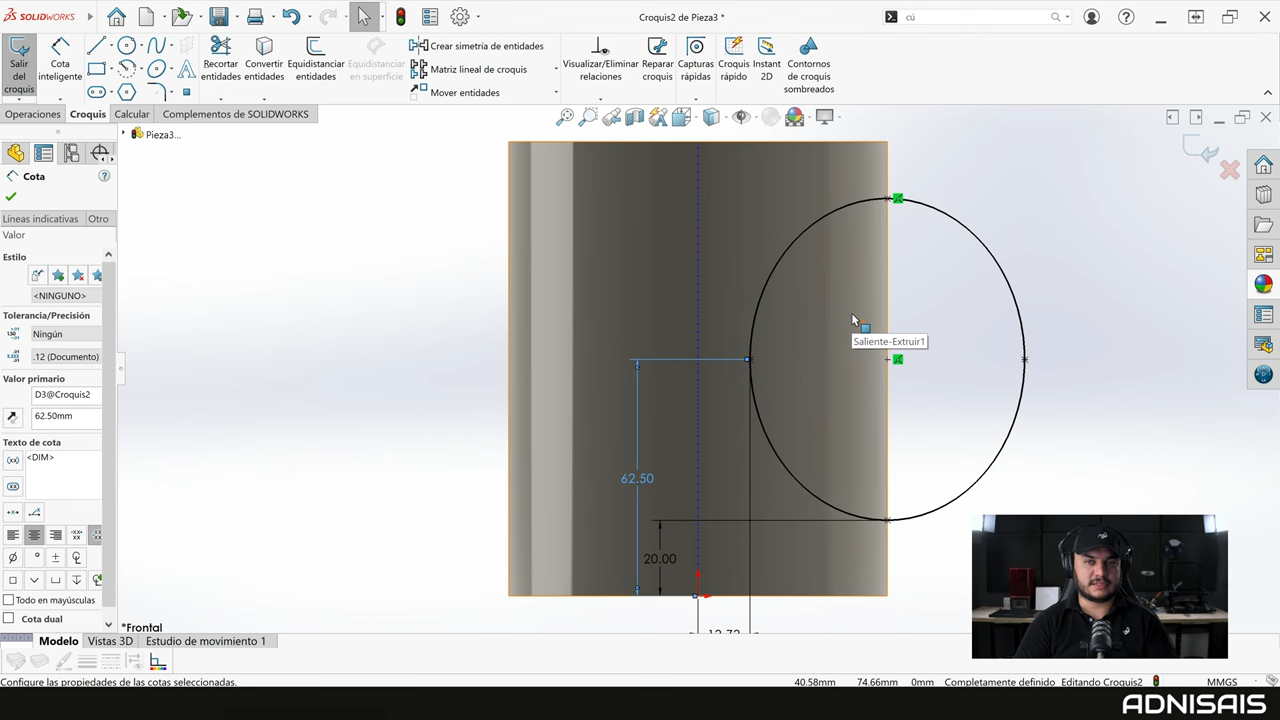 SOLIDWORKS
Croquis2 de Pieza3 *
cú
Salir del croquis
Cota inteligente
Recortar entidades
Convertir entidades
Equidistanciar entidades
Equidistanciar en superficie
Crear simetría de entidades
Matriz lineal de croquis
Mover entidades
Visualizar/Eliminar relaciones
Reparar croquis
Capturas rápidas
Croquis rápido
Instant 2D
Contornos de croquis sombreados
Operaciones
Croquis
Calcular
Complementos de SOLIDWORKS
Pieza3...
Cota
Líneas indicativas
Otro
Valor
Estilo
<NINGUNO>
Tolerancia/Precisión
Ningún
.12 (Documento)
Valor primario
D3@Croquis2
62.50mm
Texto de cota
<DIM>
Todo en mayúsculas
Cota dual
Saliente-Extruir1
62.50
20.00
*Frontal
Modelo
Vistas 3D
Estudio de movimiento 1
Configure las propiedades de las cotas seleccionadas.
40.58mm
74.66mm
0mm
Completamente definido
Editando Croquis2
MMGS
ADNISAIS